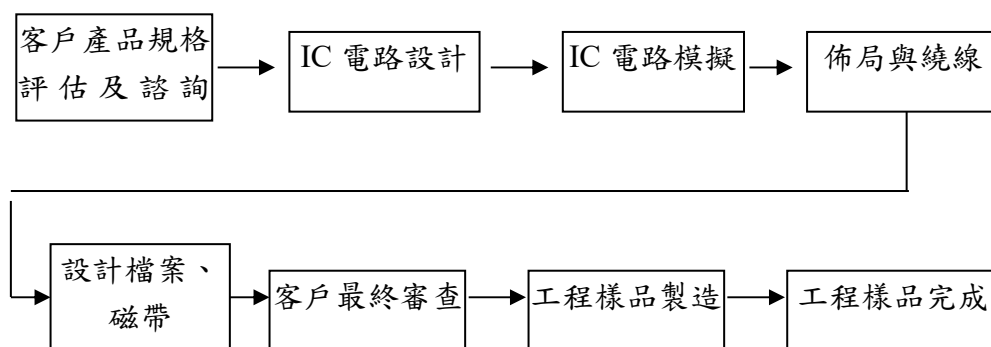 客戶產品規格
評估及諮詢
IC 電路設計
IC 電路模擬
佈局與繞線
設計檔案、
磁帶
客戶最終審查
工程樣品製造
工程樣品完成